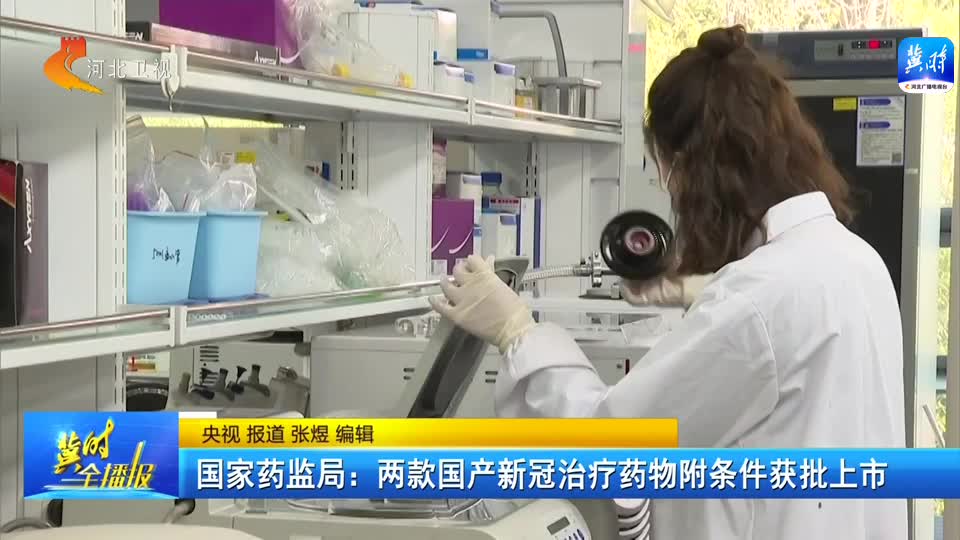 河北卫视
冀时
河北广播电视台
冀时
全播报
央视 报道 张煜 编辑
国家药监局：两款国产新冠治疗药物附条件获批上市